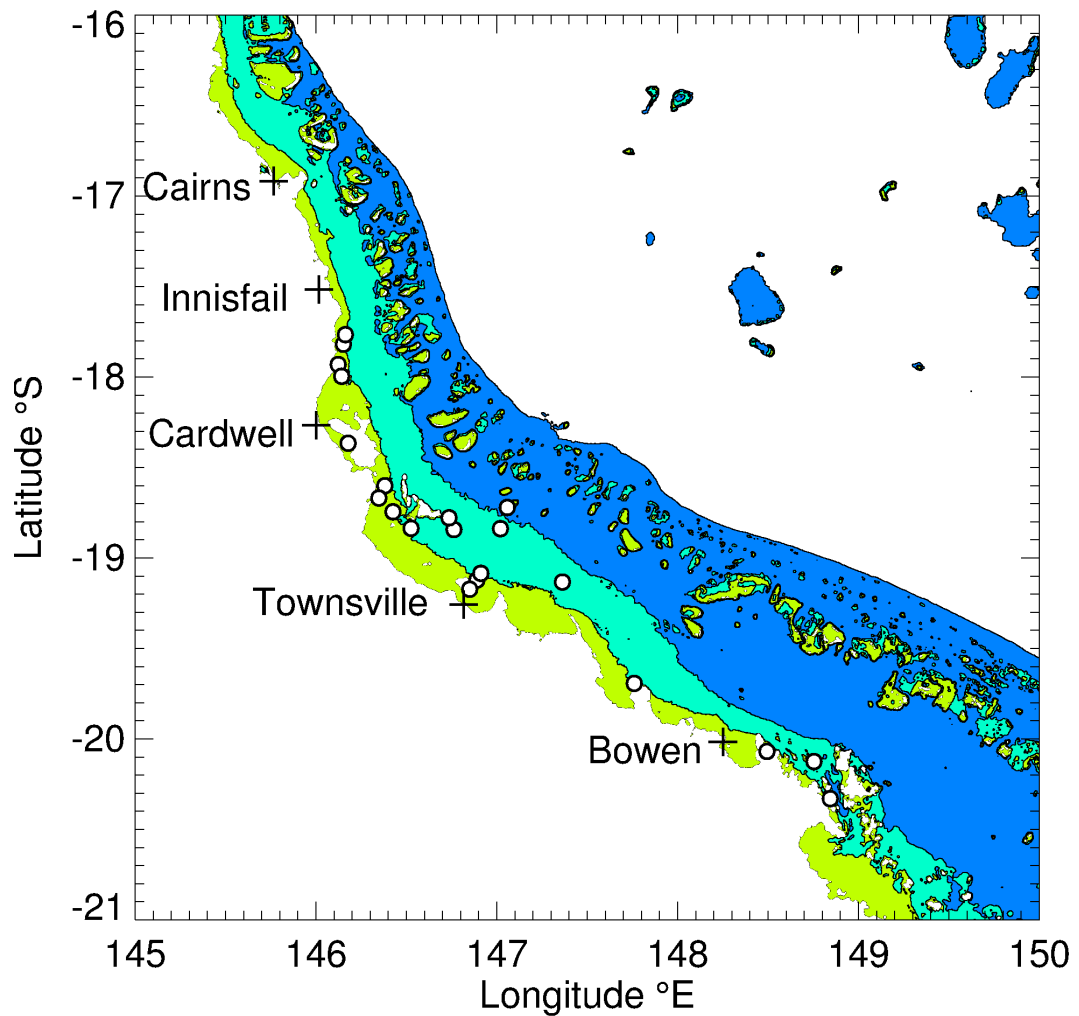 -16
-17
-18
-19
-20
-21
Latitude °S
Cairns
Innisfail
Cardwell
Townsville
Bowen
145 146 147 148 149 150
Longitude °E